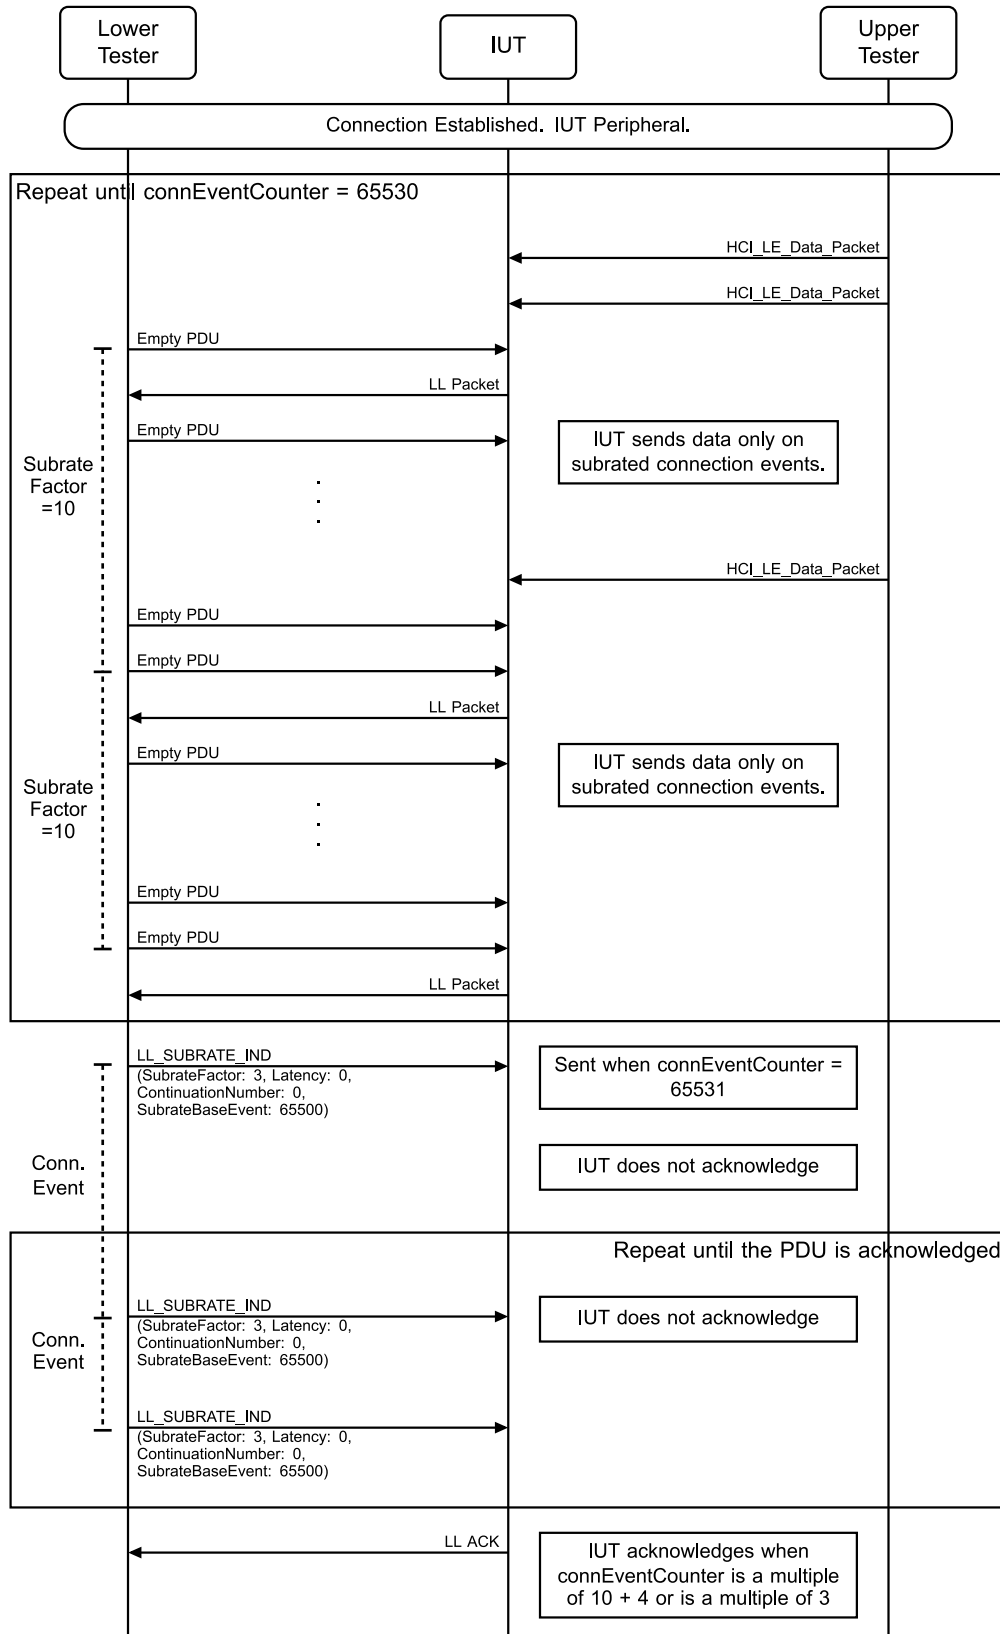 Lower
Tester
IUT
Upper
Tester
Connection Established. IUT Peripheral.
Repeat until connEventCounter = 65530
HCI_LE_Data_Packet
HCI_LE_Data_Packet
Empty PDU
LL Packet
Empty PDU
IUT sends data only on
subrated connection events.
Subrate
Factor
=10
.
.
.
HCI_LE_Data_Packet
Empty PDU
Empty PDU
LL Packet
Empty PDU
IUT sends data only on
subrated connection events.
Subrate
Factor
=10
.
.
.
Empty PDU
Empty PDU
LL Packet
LL_SUBRATE_IND
(SubrateFactor: 3, Latency: 0,
ContinuationNumber: 0,
SubrateBaseEvent: 65500)
Sent when connEventCounter =
65531
Conn.
Event
IUT does not acknowledge
Repeat until the PDU is acknowledged
LL_SUBRATE_IND
(SubrateFactor: 3, Latency: 0,
ContinuationNumber: 0,
SubrateBaseEvent: 65500)
IUT does not acknowledge
Conn.
Event
LL_SUBRATE_IND
(SubrateFactor: 3, Latency: 0,
ContinuationNumber: 0,
SubrateBaseEvent: 65500)
LL ACK
IUT acknowledges when
connEventCounter is a multiple
of 10 + 4 or is a multiple of 3